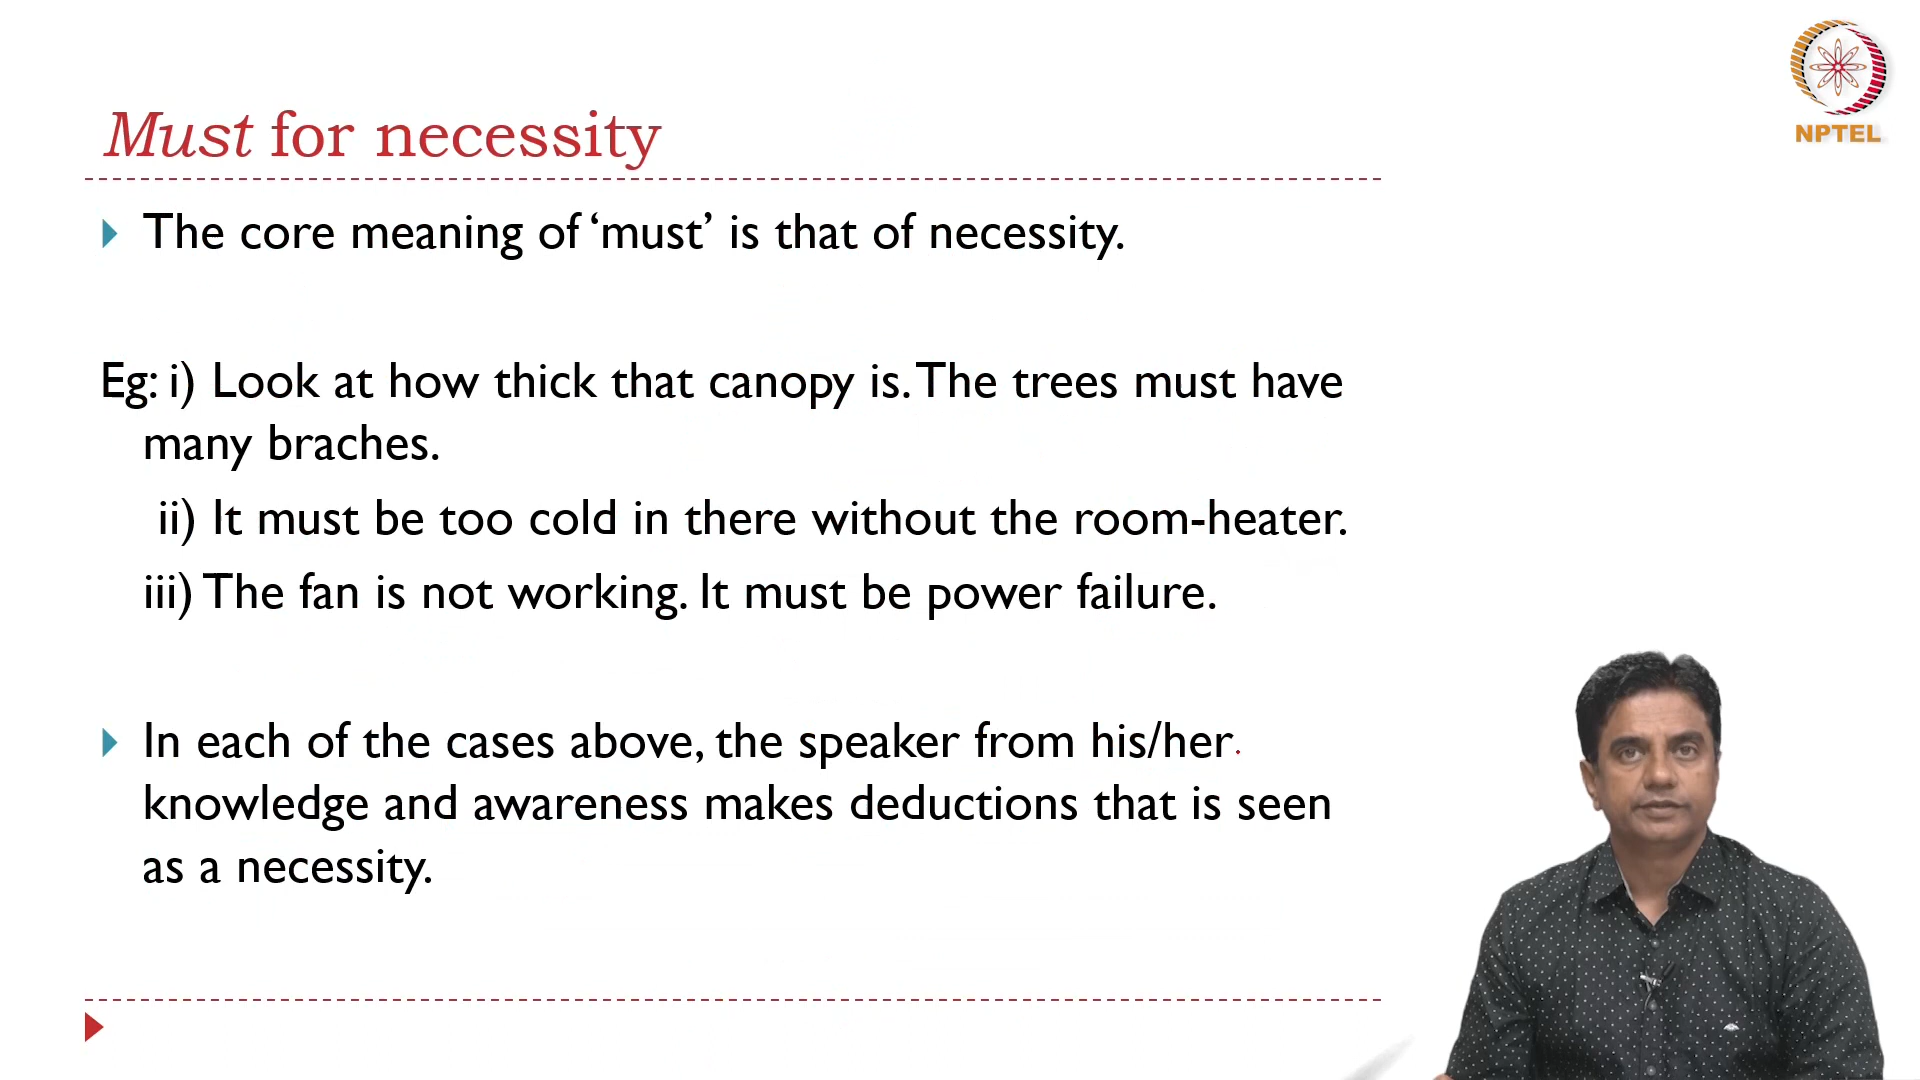 NPTEL
Must for necessity
The core meaning of ‘must’ is that of necessity.
Eg: i) Look at how thick that canopy is. The trees must have
many braches.
ii) It must be too cold in there without the room-heater.
iii) The fan is not working. It must be power failure.
In each of the cases above, the speaker from his/her
knowledge and awareness makes deductions that is seen
as a necessity.